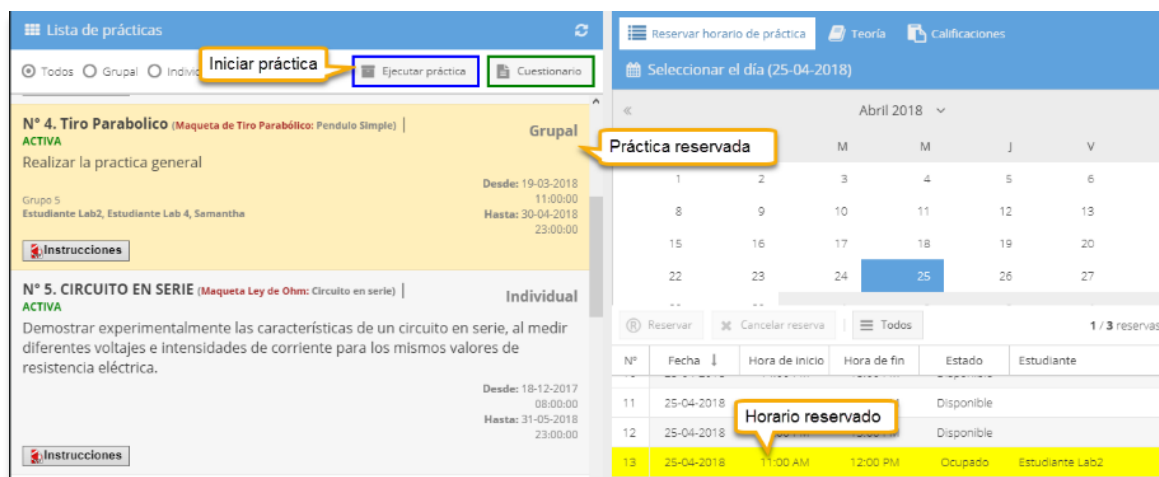 Lista de prácticas
Todos Grupal Iniciar práctica Ejecutar práctica Cuestionario
N° 4. Tiro Parabolico (Maqueta de Tiro Parabólico: Pendulo Simple) |
ACTIVA
Grupal
Realizar la practica general
Desde: 19-03-2018
11:00:00
Grupo 5
Estudiante Lab2, Estudiante Lab 4, Samantha
Hasta: 30-04-2018
23:00:00
Instrucciones
N° 5. CIRCUITO EN SERIE (Maqueta Ley de Ohm: Circuito en serie) |
ACTIVA
Individual
Demostrar experimentalmente las características de un circuito en serie, al medir
diferentes voltajes e intensidades de corriente para los mismos valores de
resistencia eléctrica.
Desde: 18-12-2017
08:00:00
Hasta: 31-05-2018
23:00:00
Instrucciones
Reservar horario de práctica Teoría Calificaciones
Seleccionar el día (25-04-2018)
« Abril 2018
Práctica reservada
M M J V
1 2 3 4 5 6
8 9 10 11 12 13
15 16 17 18 19 20
22 23 24 25 26 27
Reservar Cancelar reserva Todos 1 / 3 reservas
N° Fecha Hora de inicio Hora de fin Estado Estudiante
11 25-04-2018 Disponible
Horario reservado
12 25-04-2018 Disponible
13 25-04-2018 11:00 AM 12:00 PM Ocupado Estudiante Lab2